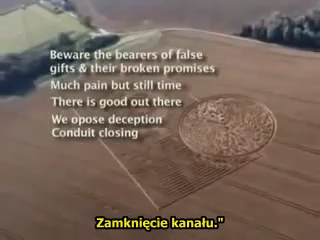 Beware the bearers of false
gifts & their broken promises
Much pain but still time
There is good out there
We opose deception
Conduit closing
Zamknięcie kanału."